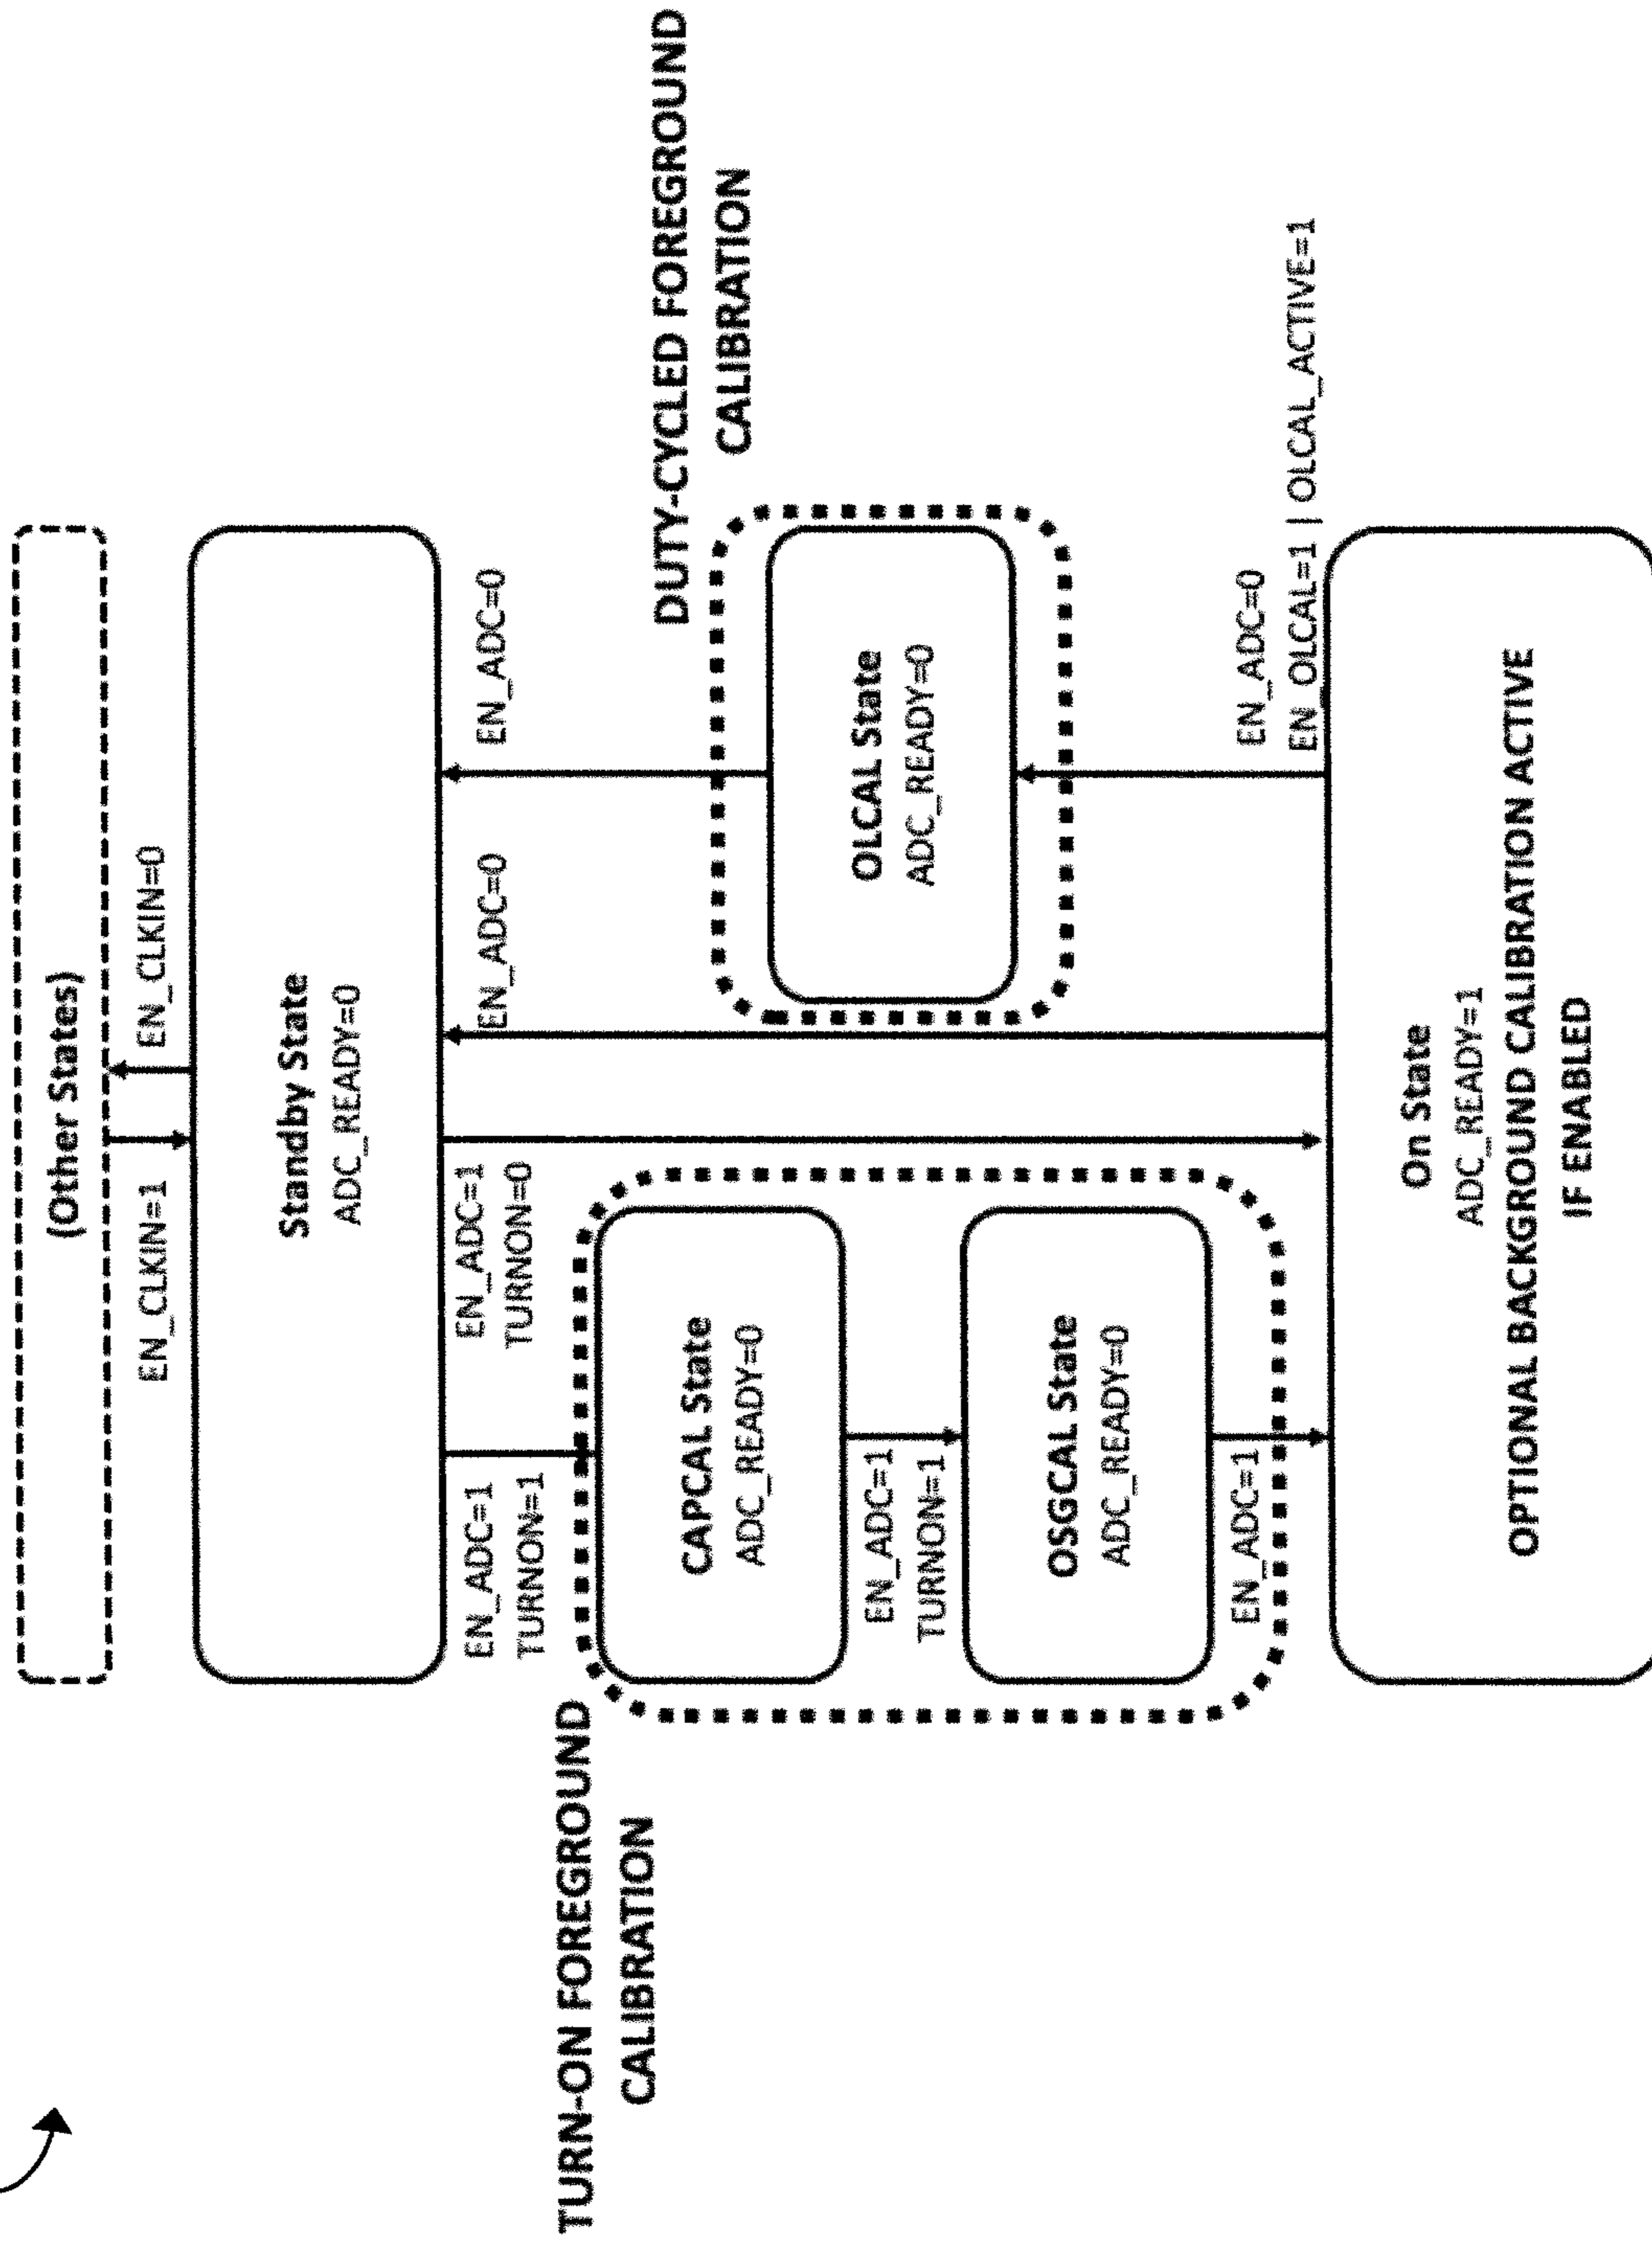 (Other States)
EN_CLKIN=1
EN_CLKIN=0
Standby State
ADC_READY=0
EN_ADC=1
TURNON=1
EN_ADC=1
TURNON=0
EN_ADC=0
EN_ADC=0
TURN-ON FOREGROUND
CALIBRATION
CAPCAL State
ADC_READY=0
EN_ADC=1
TURNON=1
OSGCAL State
ADC_READY=0
EN_ADC=1
DUTY-CYCLED FOREGROUND
CALIBRATION
OLCAL State
ADC_READY=0
EN_ADC=0
EN_OLCAL=1 | OLCAL_ACTIVE=1
On State
ADC_READY=1
OPTIONAL BACKGROUND CALIBRATION ACTIVE
IF ENABLED